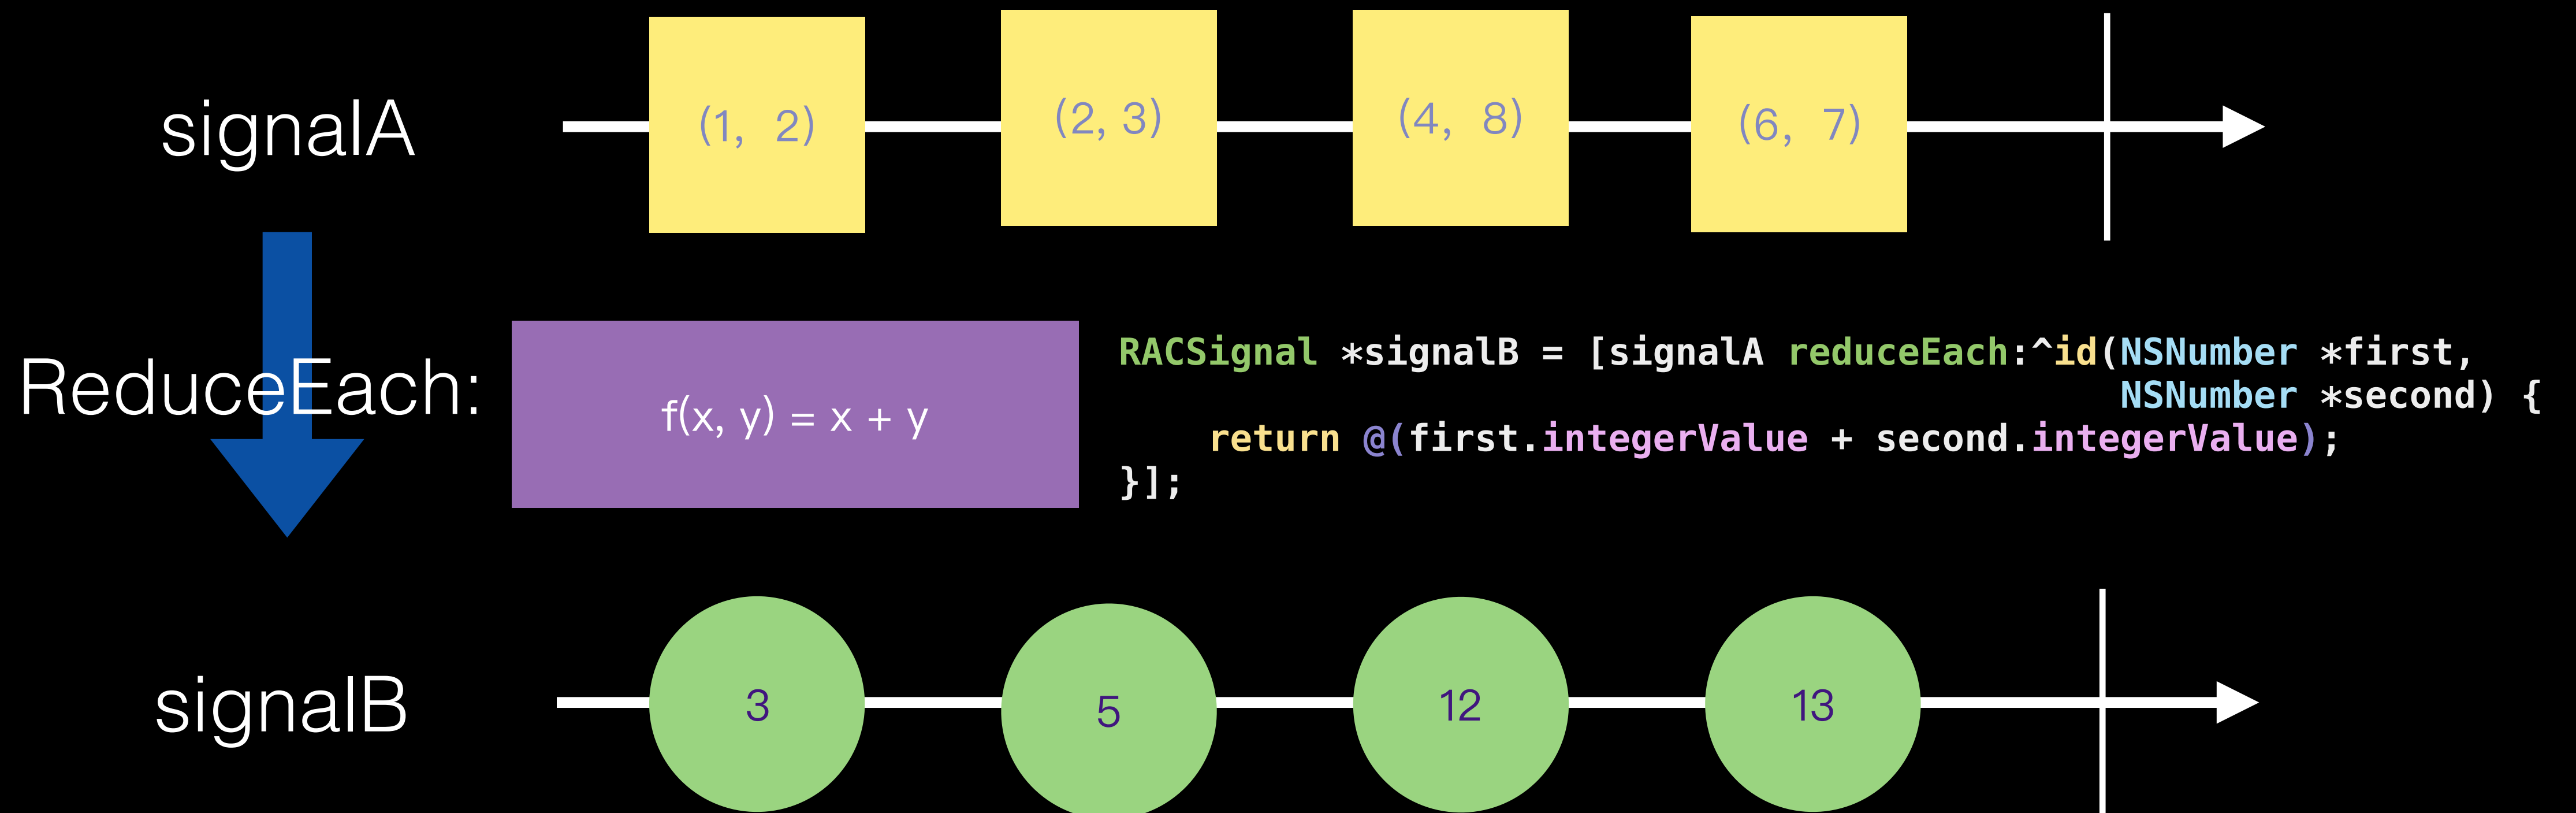 signalA
(1, 2)
(2, 3)
(4, 8)
(6, 7)
ReduceEach:
f(x, y) = x + y
RACSignal *signalB = [signalA reduceEach:^id(NSNumber *first,
NSNumber *second) {
return @(first.integerValue + second.integerValue);
}];
signalB
3
5
12
13